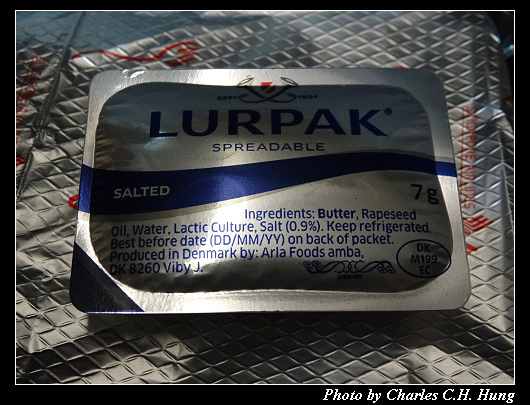 ESTD 1901
LURPAK®
SPREADABLE
SALTED
7g
Ingredients: Butter, Rapeseed
Oil, Water, Lactic Culture, Salt (0.9%). Keep refrigerated.
Best before date (DD/MM/YY) on back of packet.
Produced in Denmark by: Arla Foods amba,
DK 8260 Viby J.
DK
M199
EC
Photo by Charles C.H. Hung